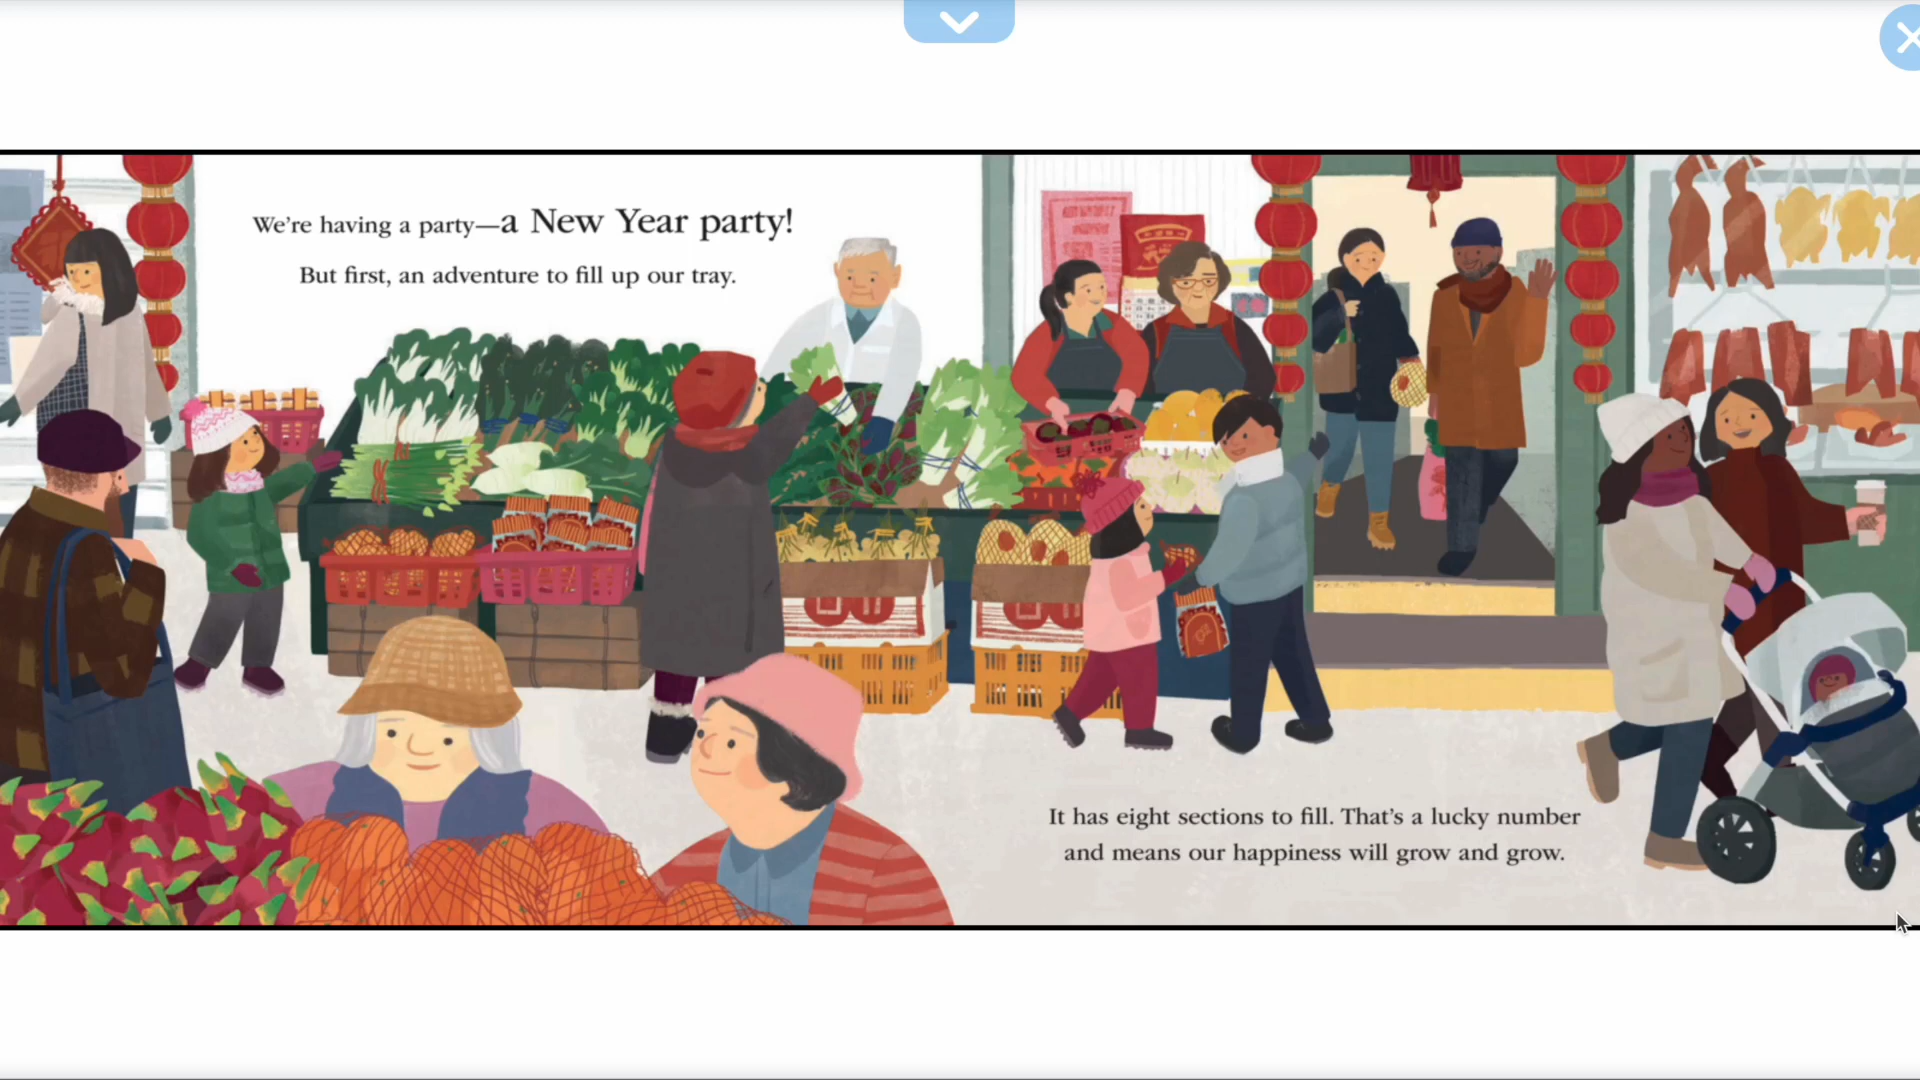 We're having a party—a New Year party!
But first, an adventure to fill up our tray.
It has eight sections to fill. That's a lucky number
and means our happiness will grow and grow.